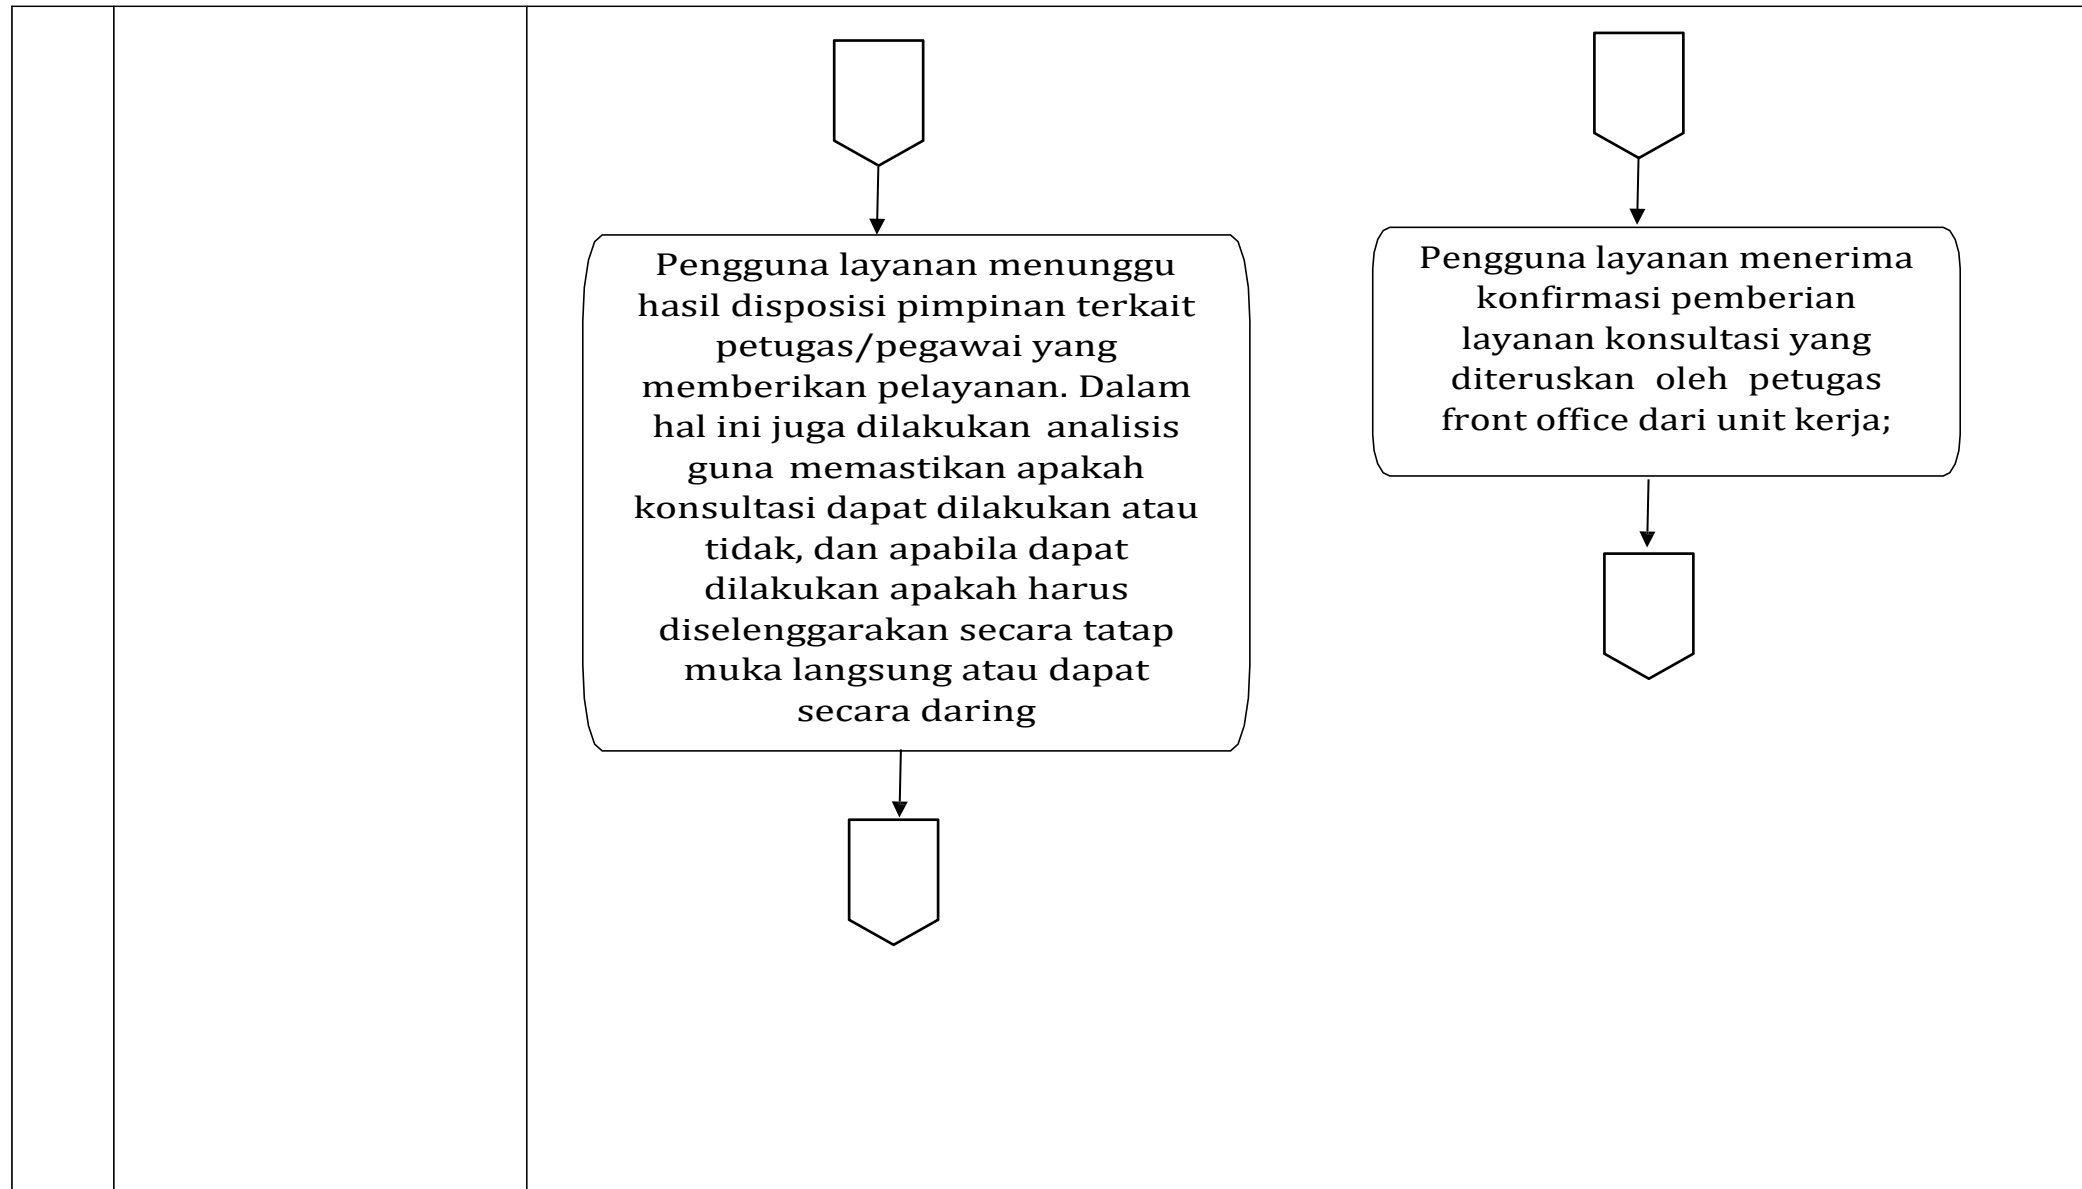 Pengguna layanan menunggu
hasil disposisi pimpinan terkait
petugas/pegawai yang
memberikan pelayanan. Dalam
hal ini juga dilakukan analisis
guna memastikan apakah
konsultasi dapat dilakukan atau
tidak, dan apabila dapat
dilakukan apakah harus
diselenggarakan secara tatap
muka langsung atau dapat
secara daring
Pengguna layanan menerima
konfirmasi pemberian
layanan konsultasi yang
diteruskan oleh petugas
front office dari unit kerja;